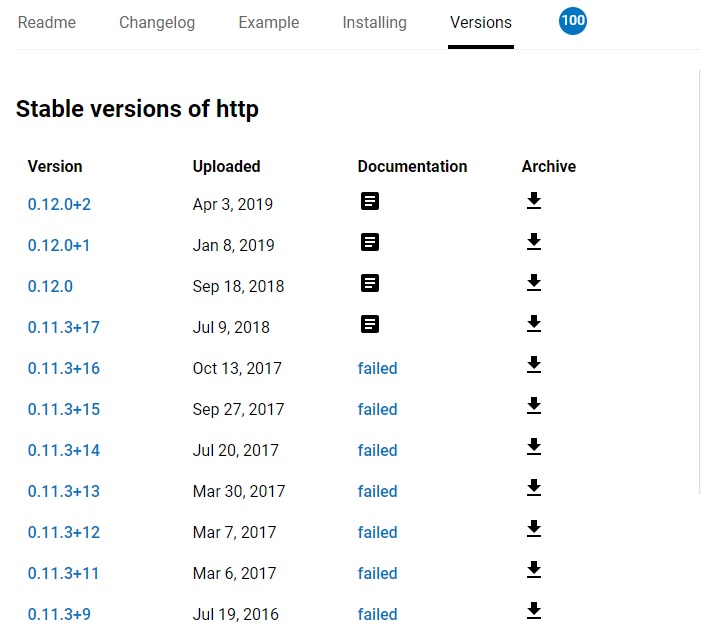 Readme Changelog Example Installing Versions 100
Stable versions of http
Version Uploaded Documentation Archive
0.12.0+2 Apr 3, 2019
0.12.0+1 Jan 8, 2019
0.12.0 Sep 18, 2018
0.11.3+17 Jul 9, 2018
0.11.3+16 Oct 13, 2017 failed
0.11.3+15 Sep 27, 2017 failed
0.11.3+14 Jul 20, 2017 failed
0.11.3+13 Mar 30, 2017 failed
0.11.3+12 Mar 7, 2017 failed
0.11.3+11 Mar 6, 2017 failed
0.11.3+9 Jul 19, 2016 failed